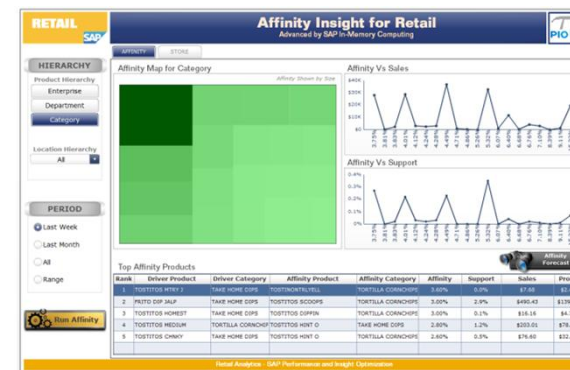 RETAIL
SAP
Affinity Insight for Retail
Advanced by SAP In-Memory Computing
PIO
AFFINITY STORE
HIERARCHY
Product Hierarchy
Enterprise
Department
Category
Location Hierarchy
All
PERIOD
Last Week
Last Month
All
Range
Run Affinity
Affinity Map for Category
Affinity Shown by Size
Affinity Vs Sales
$40K
$30K
$20K
$10K
$0
Affinity Vs Support
0.4%
0.3%
0.2%
0.1%
0%
Affinity
Forecast
Top Affinity Products
Rank Driver Product Driver Category Affinity Product Affinity Category Affinity Support Sales Pro
1 TOSTITOS MTRY J TAKE HOME DIPS TORTILLA CORNCHIPS 3.60% 0.0% $7.60
2 FRITO DIP JALP TAKE HOME DIPS TOSTITOS SCOOPS TORTILLA CORNCHIPS 3.00% 2.9% $490.43 $139
3 TOSTITOS HOMEST TAKE HOME DIPS TOSTITOS DIPPIN TORTILLA CORNCHIPS 3.00% 0.1% $16.16
4 TOSTITOS MEDIUM TORTILLA CORNCHIP TOSTITOS HINT O TAKE HOME DIPS 2.80% 1.2% $203.01
5 TOSTITOS CHNKY TAKE HOME DIPS TOSTITOS HINT O TORTILLA CORNCHIPS 2.60% 0.5% $76.60
Retail Analytics - SAP Performance and Insight Optimization